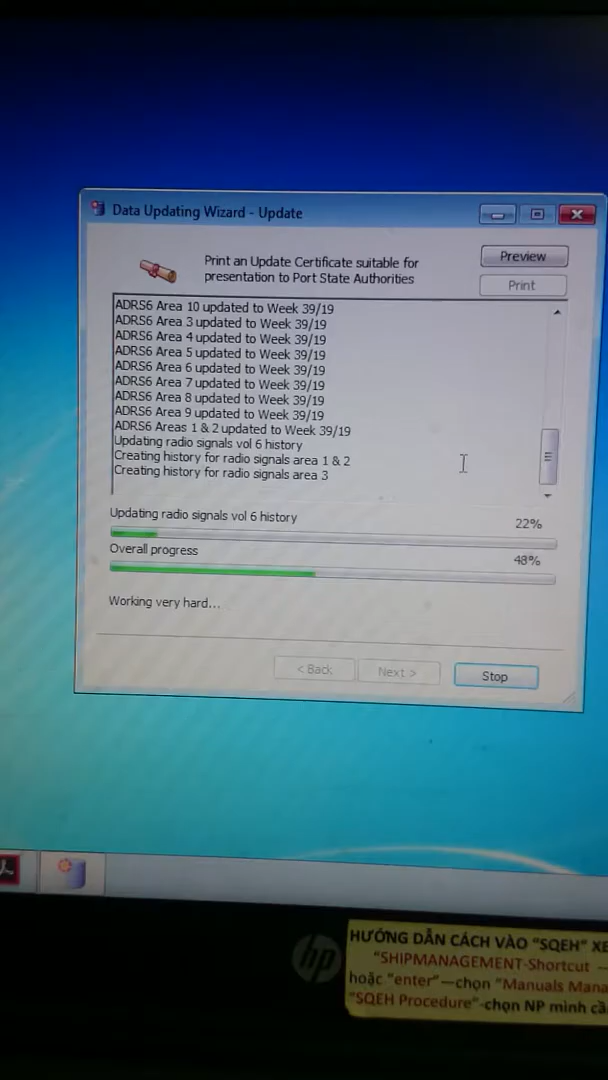 Data Updating Wizard - Update
Print an Update Certificate suitable for
presentation to Port State Authorities
Preview
Print
ADRS6 Area 10 updated to Week 39/19
ADRS6 Area 3 updated to Week 39/19
ADRS6 Area 4 updated to Week 39/19
ADRS6 Area 5 updated to Week 39/19
ADRS6 Area 6 updated to Week 39/19
ADRS6 Area 7 updated to Week 39/19
ADRS6 Area 8 updated to Week 39/19
ADRS6 Area 9 updated to Week 39/19
ADRS6 Areas 1 & 2 updated to Week 39/19
Updating radio signals vol 6 history
Creating history for radio signals area 1 & 2
Creating history for radio signals area 3
Updating radio signals vol 6 history
22%
Overall progress
48%
Working very hard...
< Back
Next >
Stop
hp
HƯỚNG DẪN CÁCH VÀO "SQEH" XE
"SHIPMANAGEMENT-Shortcut —
hoặc "enter"—chọn "Manuals Mana
"SQEH Procedure"-chọn NP mình cầ